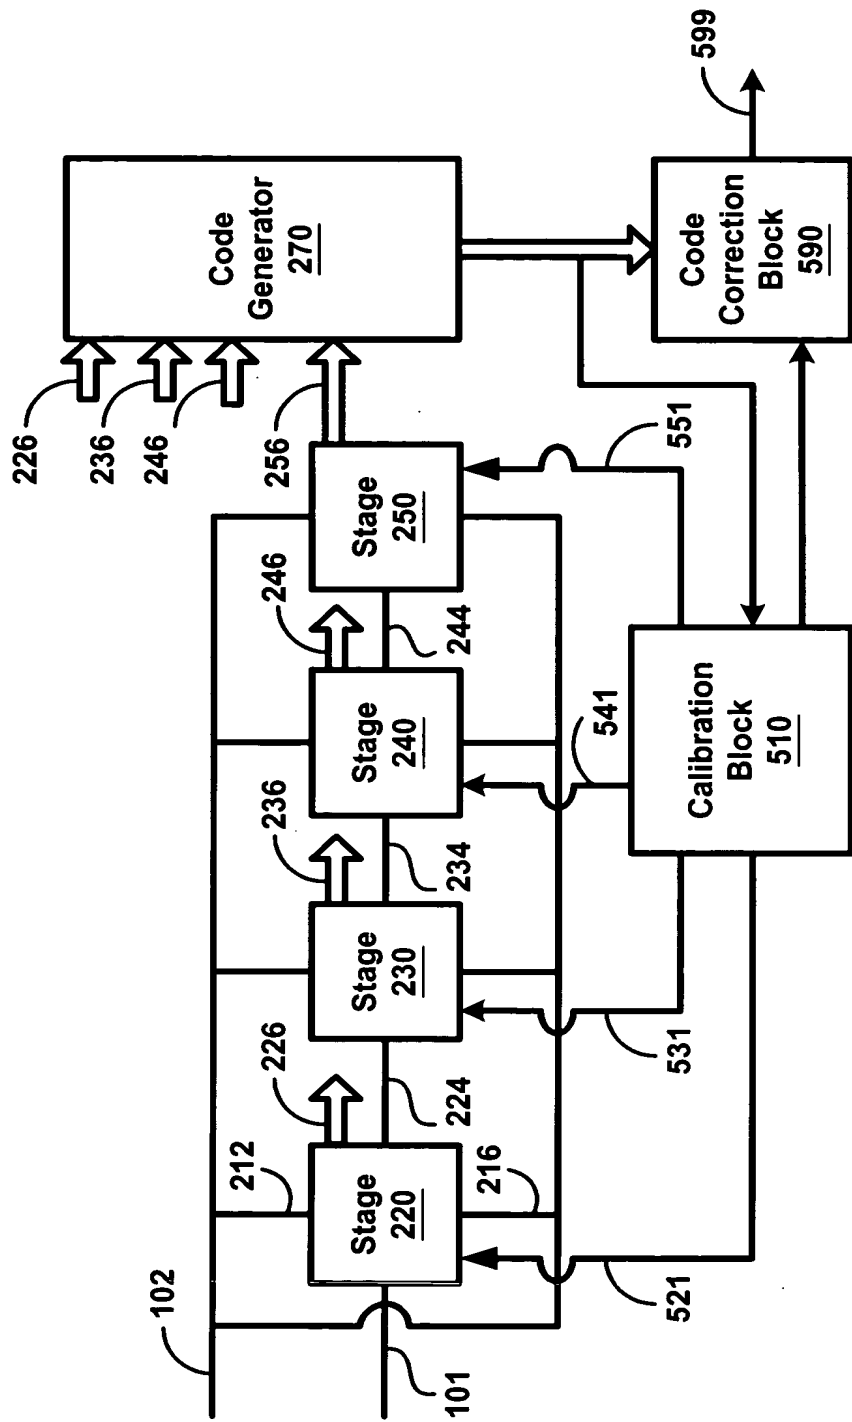 102
101
212
216
Stage
220
226
224
521
Stage
230
236
234
531
Stage
240
246
244
541
Stage
250
256
551
226
236
246
Code
Generator
270
Calibration
Block
510
Code
Correction
Block
590
599